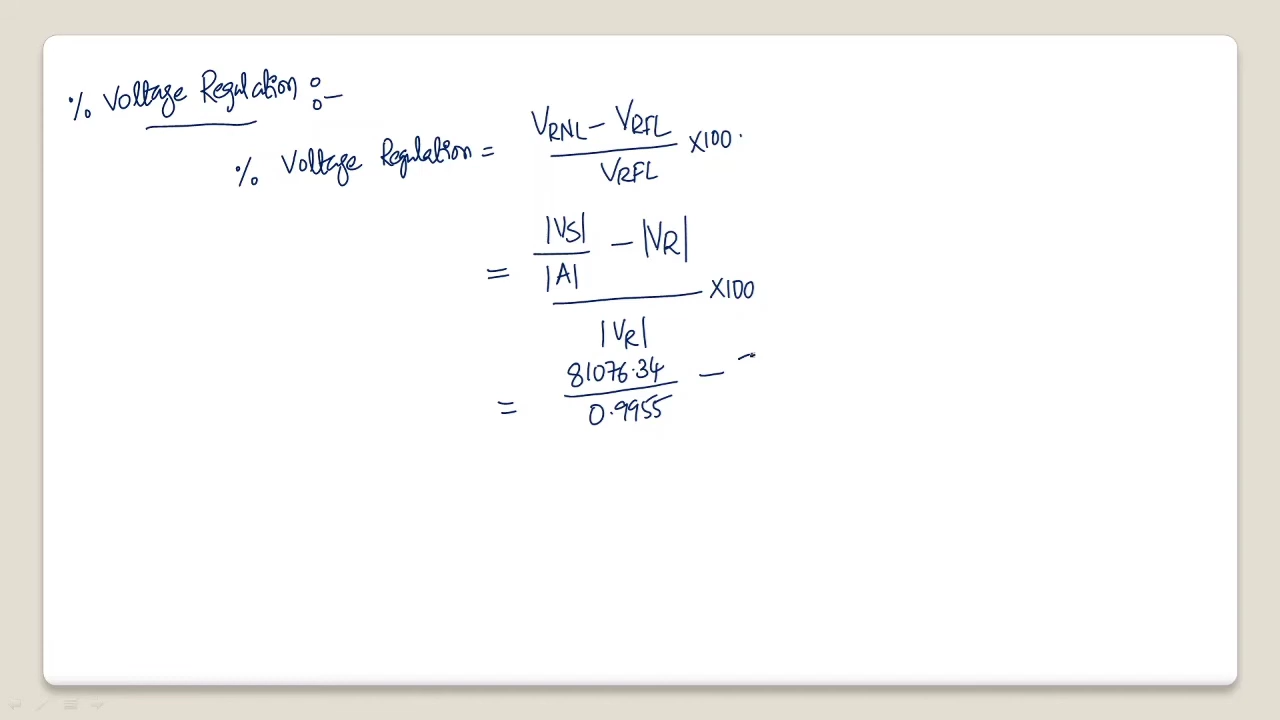 % Voltage Regulation :-
% Voltage Regulation = VRNL - VRFL / VRFL X100.
= |VS| / |A| - |VR| / |VR| X100
= 81076.34 / 0.9955 -